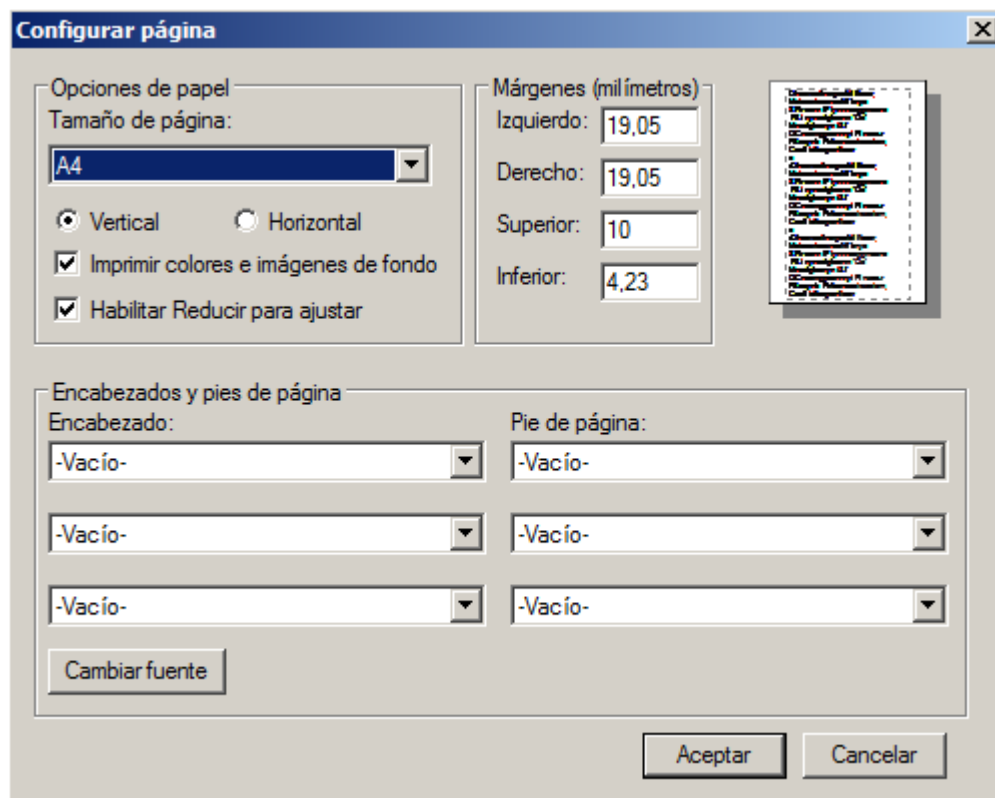 Configurar página
Opciones de papel
Tamaño de página:
A4
Vertical
Horizontal
Imprimir colores e imágenes de fondo
Habilitar Reducir para ajustar
Márgenes (milímetros)
Izquierdo: 19,05
Derecho: 19,05
Superior: 10
Inferior: 4,23
Encabezados y pies de página
Encabezado:
Pie de página:
-Vacío-
-Vacío-
-Vacío-
-Vacío-
-Vacío-
-Vacío-
Cambiar fuente
Aceptar
Cancelar